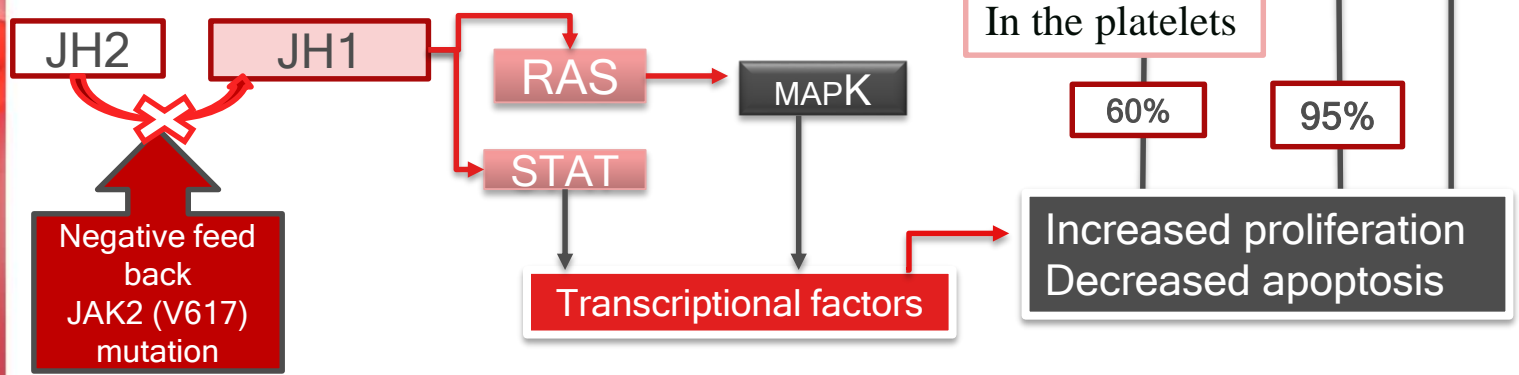 JH2
JH1
RAS
MAPK
STAT
Negative feed
back
JAK2 (V617)
mutation
Transcriptional factors
In the platelets
60%
95%
Increased proliferation
Decreased apoptosis